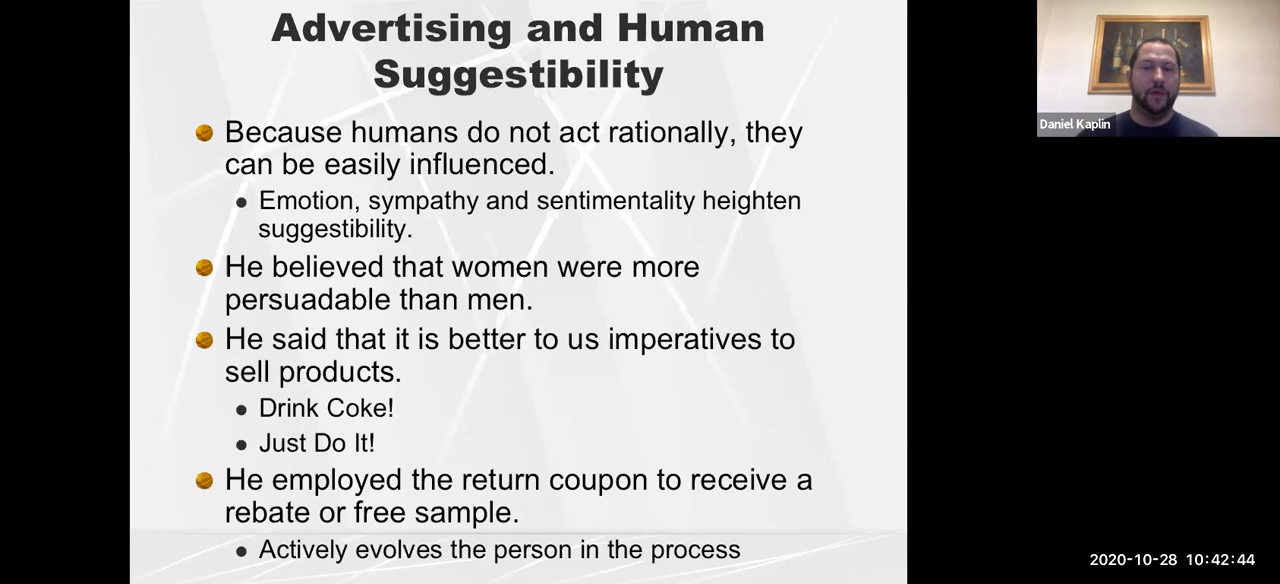 Advertising and Human
Suggestibility
Because humans do not act rationally, they
can be easily influenced.
Emotion, sympathy and sentimentality heighten
suggestibility.
He believed that women were more
persuadable than men.
He said that it is better to us imperatives to
sell products.
Drink Coke!
Just Do It!
He employed the return coupon to receive a
rebate or free sample.
Actively evolves the person in the process
Daniel Kaplin
2020-10-28 10:42:44